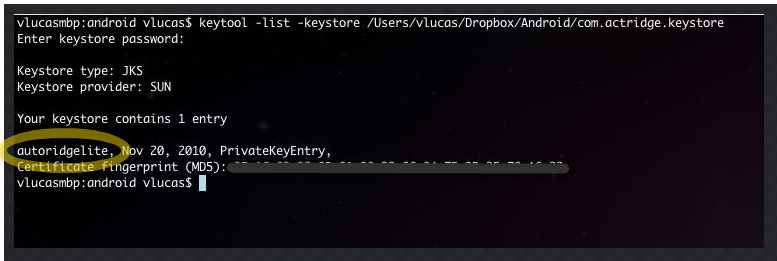 vlucasmbp:android vlucas$ keytool -list -keystore /Users/vlucas/Dropbox/Android/com.actridge.keystore
Enter keystore password:
Keystore type: JKS
Keystore provider: SUN
Your keystore contains 1 entry
autoridgelite, Nov 20, 2010, PrivateKeyEntry,
Certificate fingerprint (MD5):
vlucasmbp:android vlucas$